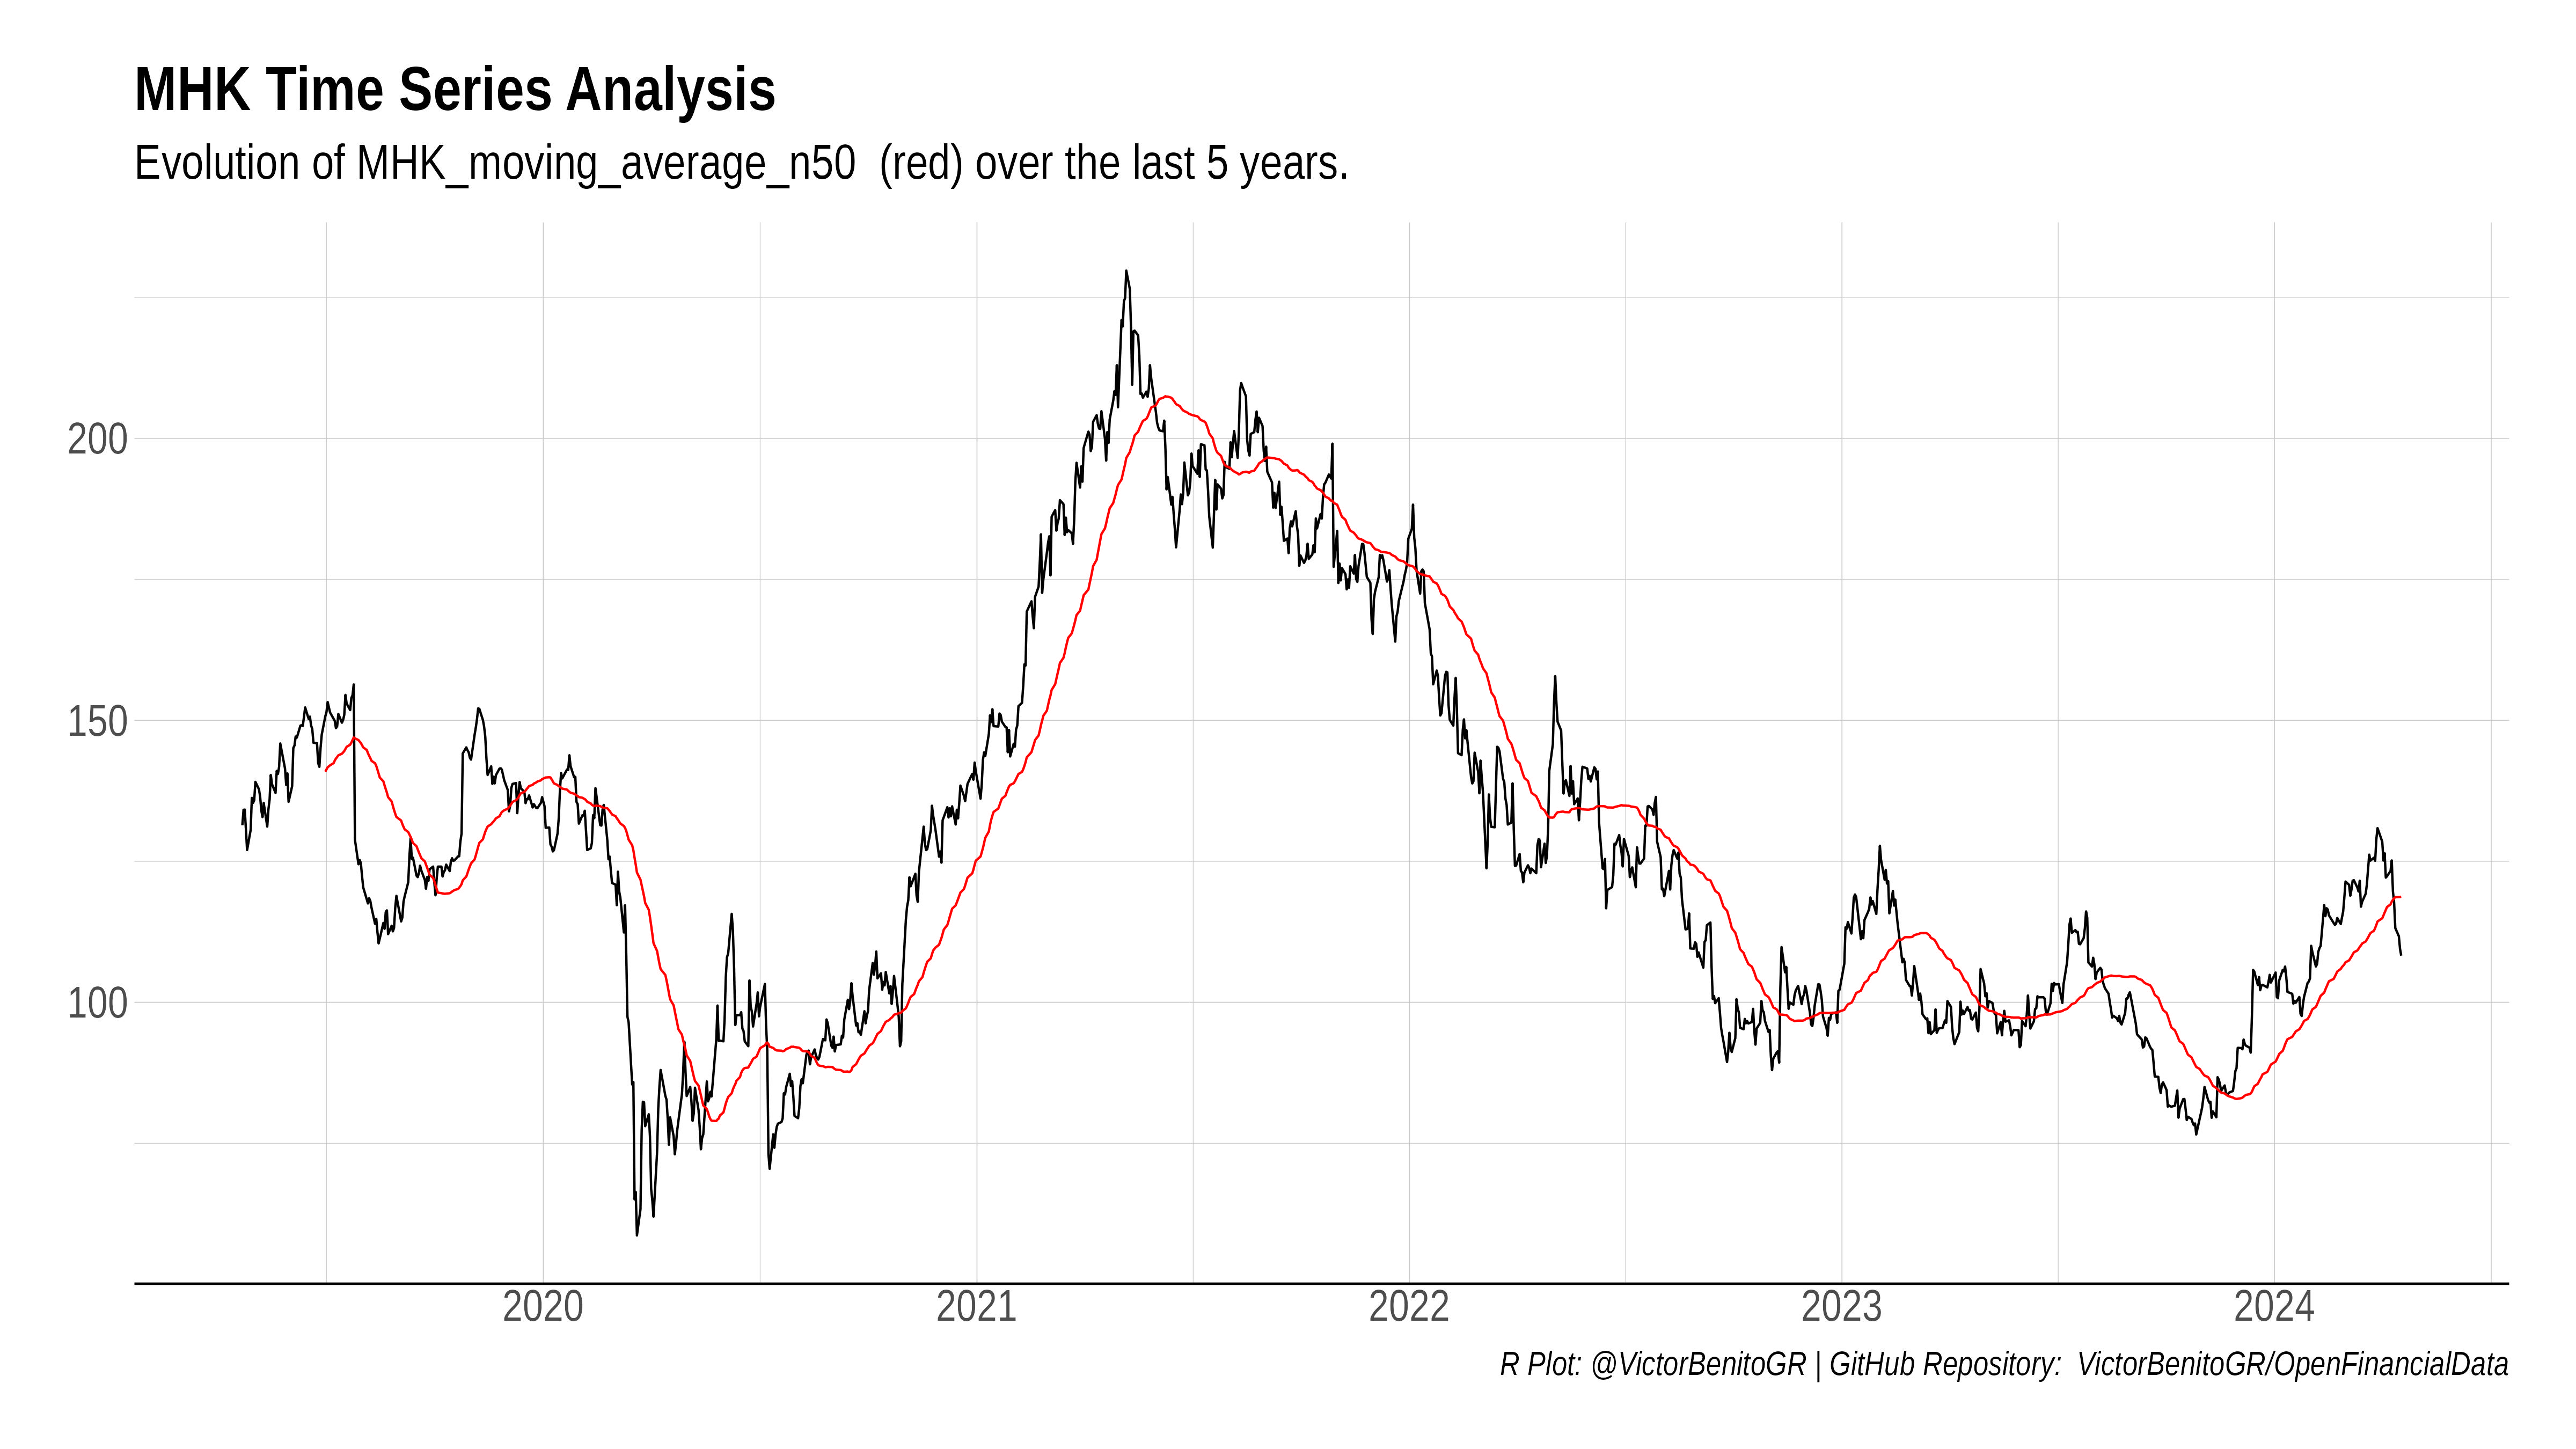 MHK Time Series Analysis
Evolution of MHK_moving_average_n50  (red) over the last 5 years.
200
150
100
2020 2021 2022 2023 2024
R Plot: @VictorBenitoGR | GitHub Repository:  VictorBenitoGR/OpenFinancialData